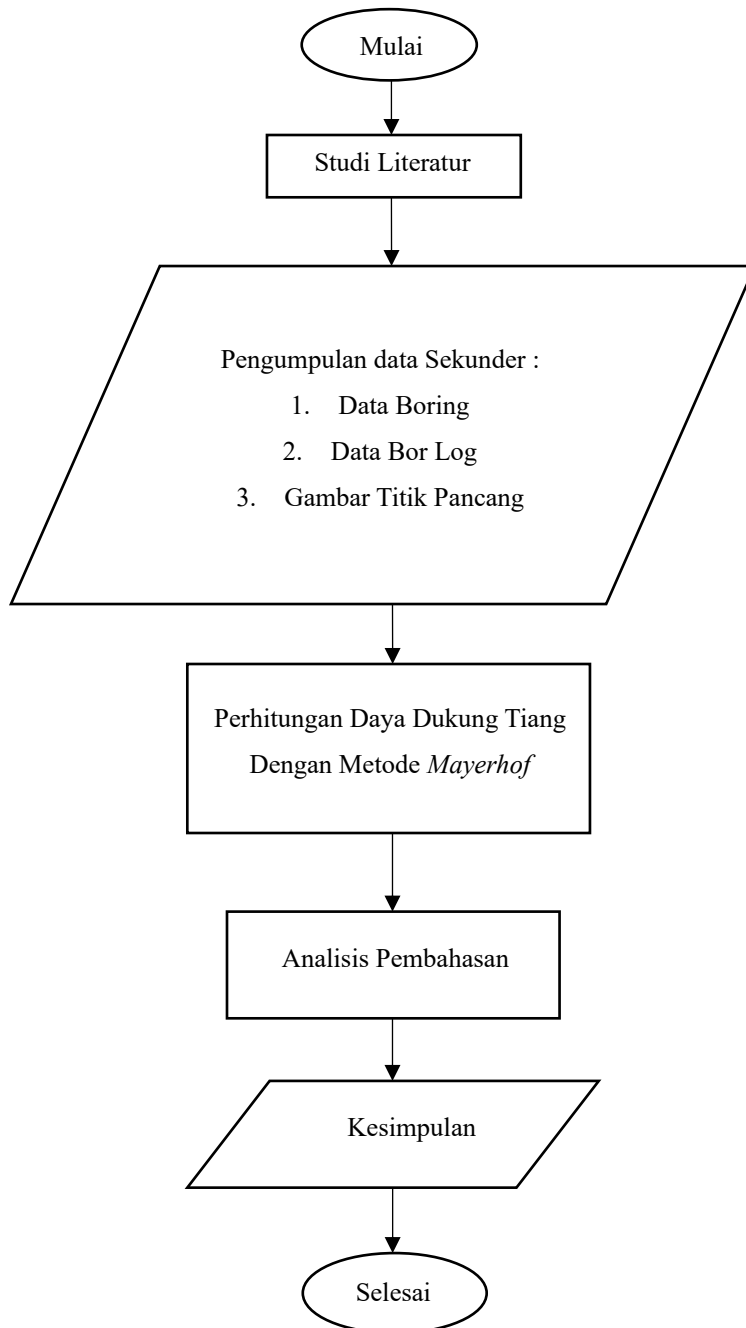 Mulai
Studi Literatur
Pengumpulan data Sekunder :
1. Data Boring
2. Data Bor Log
3. Gambar Titik Pancang
Perhitungan Daya Dukung Tiang
Dengan Metode Mayerhof
Analisis Pembahasan
Kesimpulan
Selesai